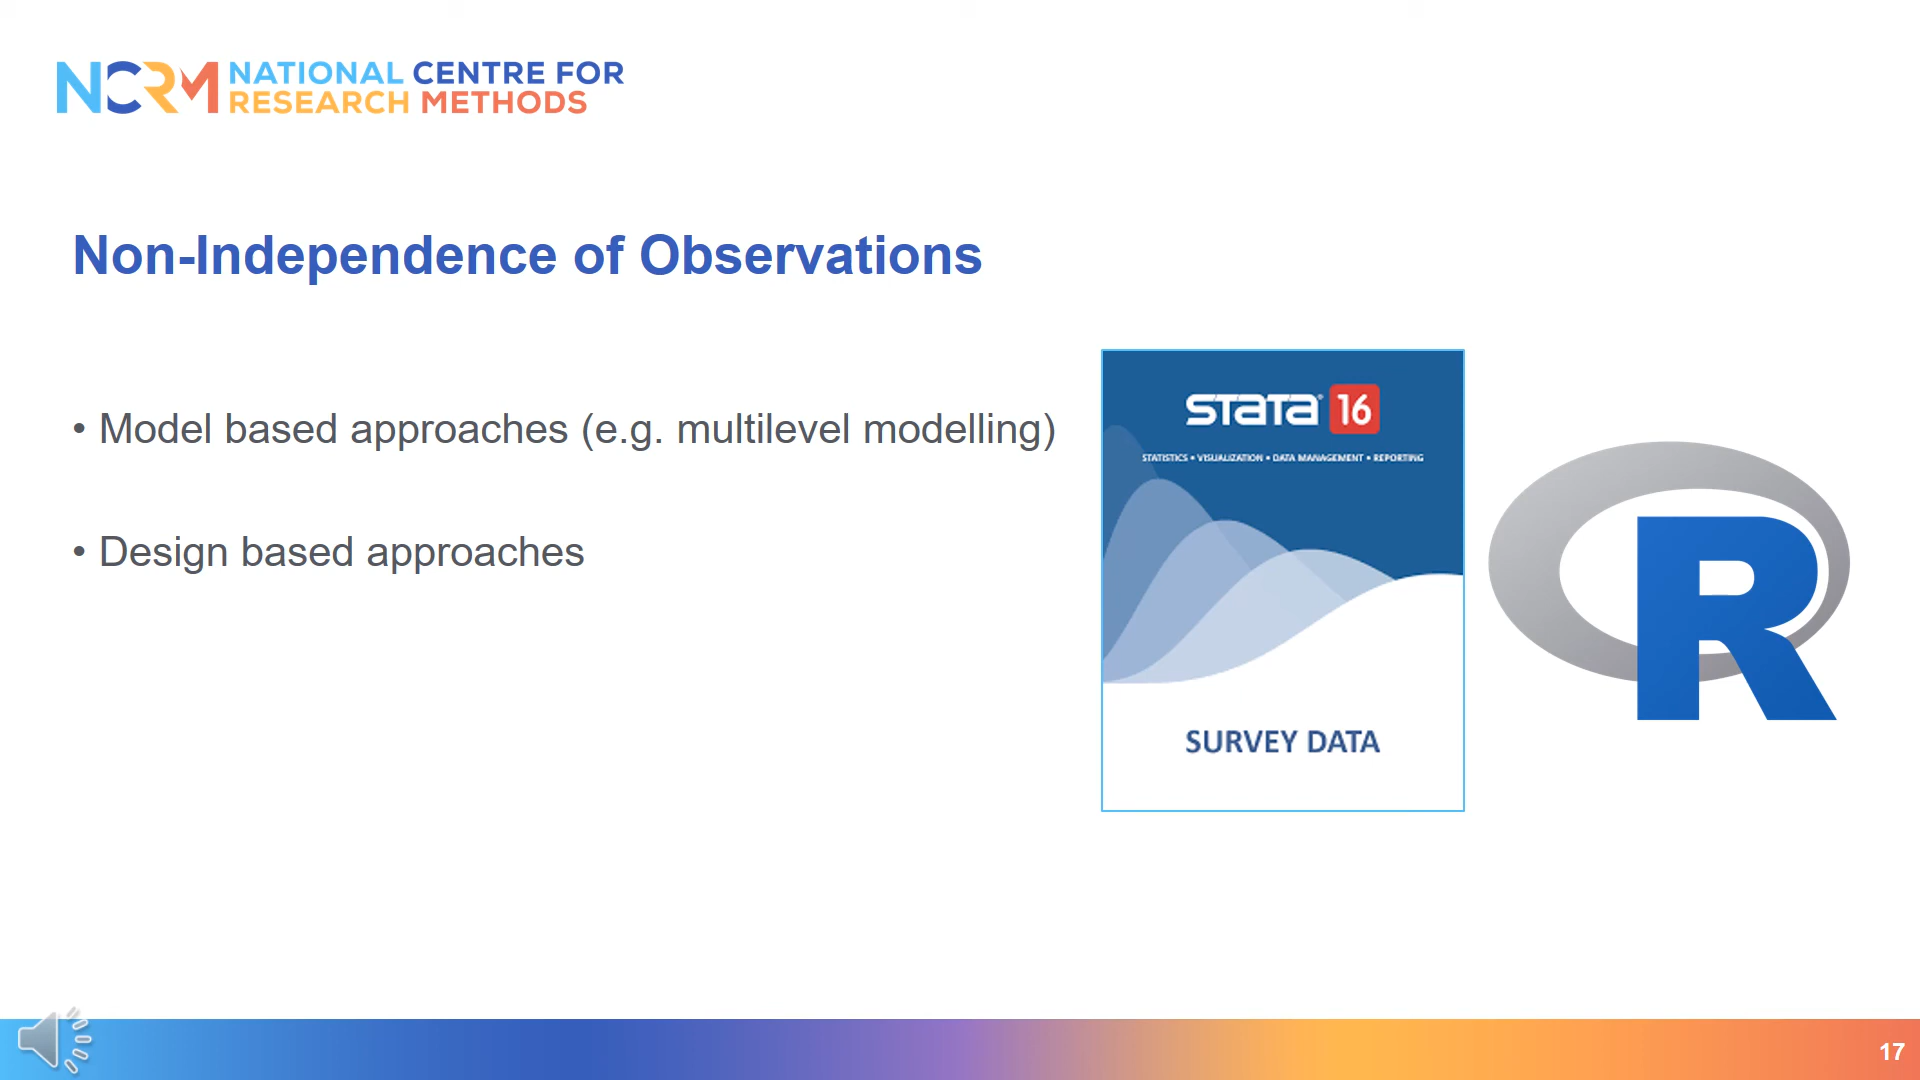 NCRM NATIONAL CENTRE FOR
RESEARCH METHODS
Non-Independence of Observations
• Model based approaches (e.g. multilevel modelling)
• Design based approaches
STATA® 16
STATISTICS • VISUALIZATION • DATA MANAGEMENT • REPORTING
SURVEY DATA
R
17